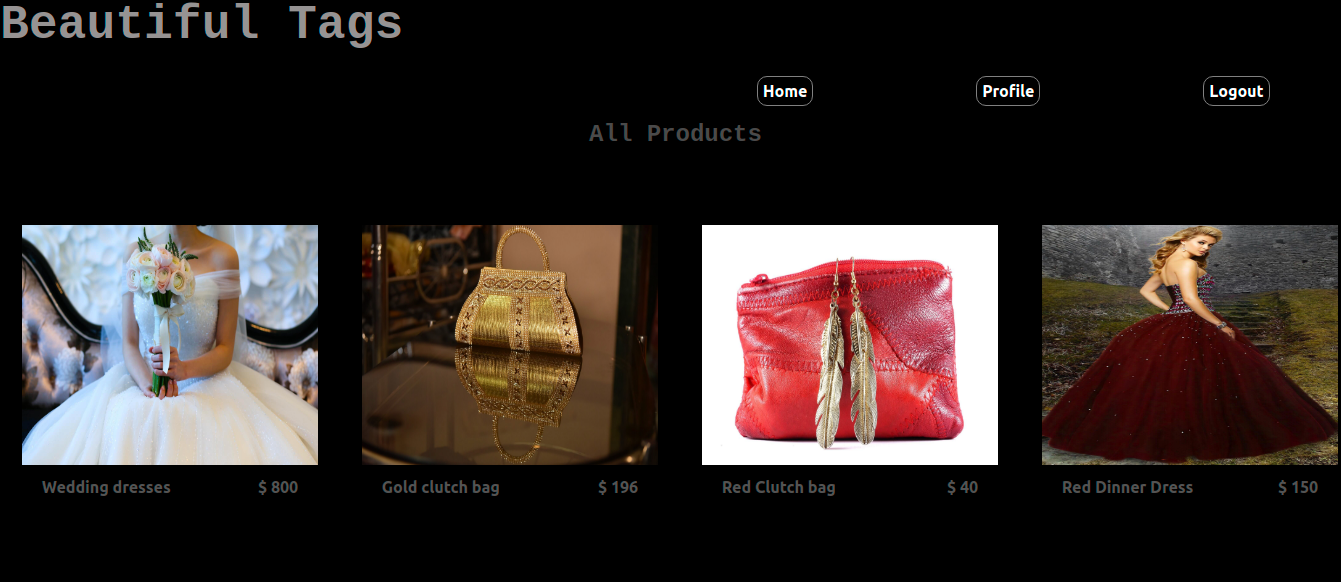 Beautiful Tags
Home Profile Logout
All Products
Wedding dresses $ 800 Gold clutch bag $ 196 Red Clutch bag $ 40 Red Dinner Dress $ 150